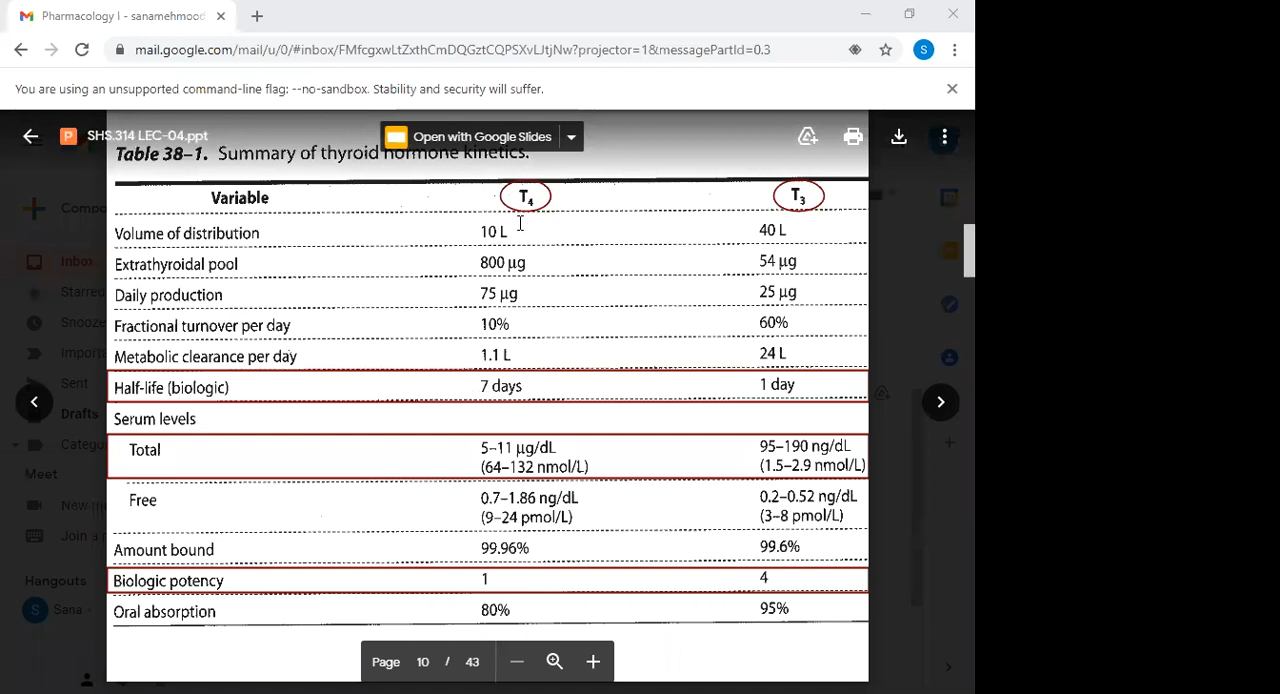 Pharmacology I - sanamehmood
mail.google.com/mail/u/0/#inbox/FMfcgxwLtZxthCmDQGztCQPSXvLJtjNw?projector=1&messagePartId=0.3
S
You are using an unsupported command-line flag: --no-sandbox. Stability and security will suffer.
P SHS.314 LEC-04.ppt
Open with Google Slides
Table 38–1. Summary of thyroid hormone kinetics.
Variable T4 T3
Volume of distribution 10 L 40 L
Extrathyroidal pool 800 µg 54 µg
Daily production 75 µg 25 µg
Fractional turnover per day 10% 60%
Metabolic clearance per day 1.1 L 24 L
Half-life (biologic) 7 days 1 day
Serum levels
Total 5–11 µg/dL 95–190 ng/dL
(64–132 nmol/L) (1.5–2.9 nmol/L)
Free 0.7–1.86 ng/dL 0.2–0.52 ng/dL
(9–24 pmol/L) (3–8 pmol/L)
Amount bound 99.96% 99.6%
Biologic potency 1 4
Oral absorption 80% 95%
Page 10 / 43
Compo
Inbox
Starred
Snooze
Importa
Sent
Drafts
Catego
Meet
New m
Join a
Hangouts
S Sana